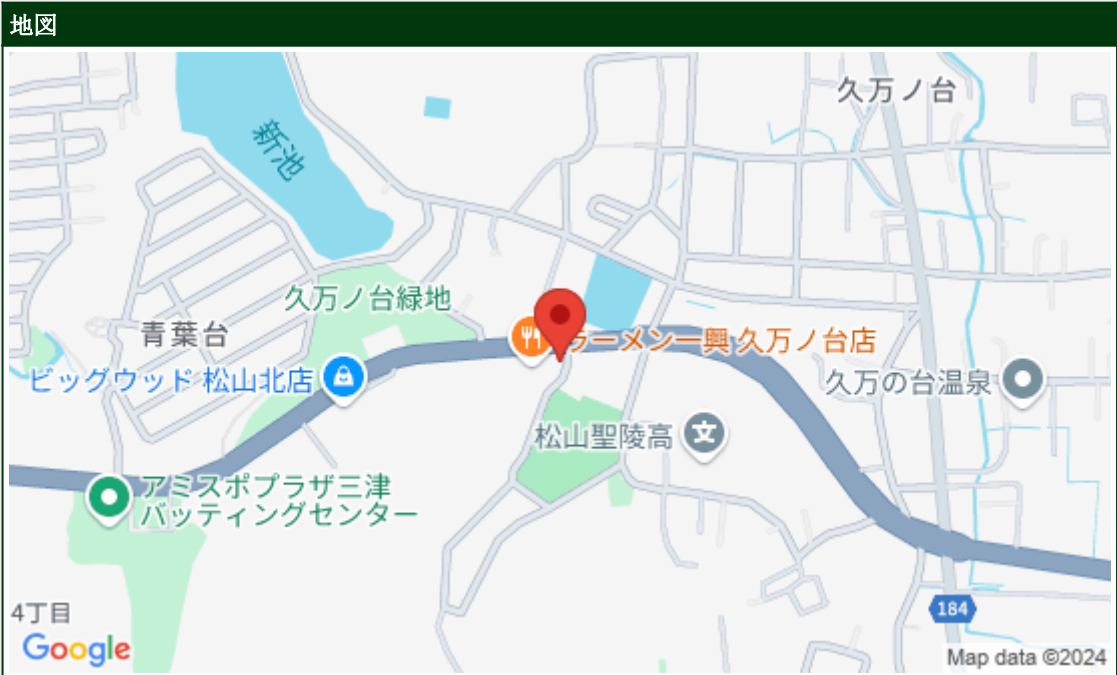 地図
久万ノ台
新池
久万ノ台緑地
青葉台
ラーメン一興 久万ノ台店
ビッグウッド 松山北店
久万の台温泉
松山聖陵高
文
アミスポプラザ三津
バッティングセンター
4丁目
184
Google
Map data ©2024